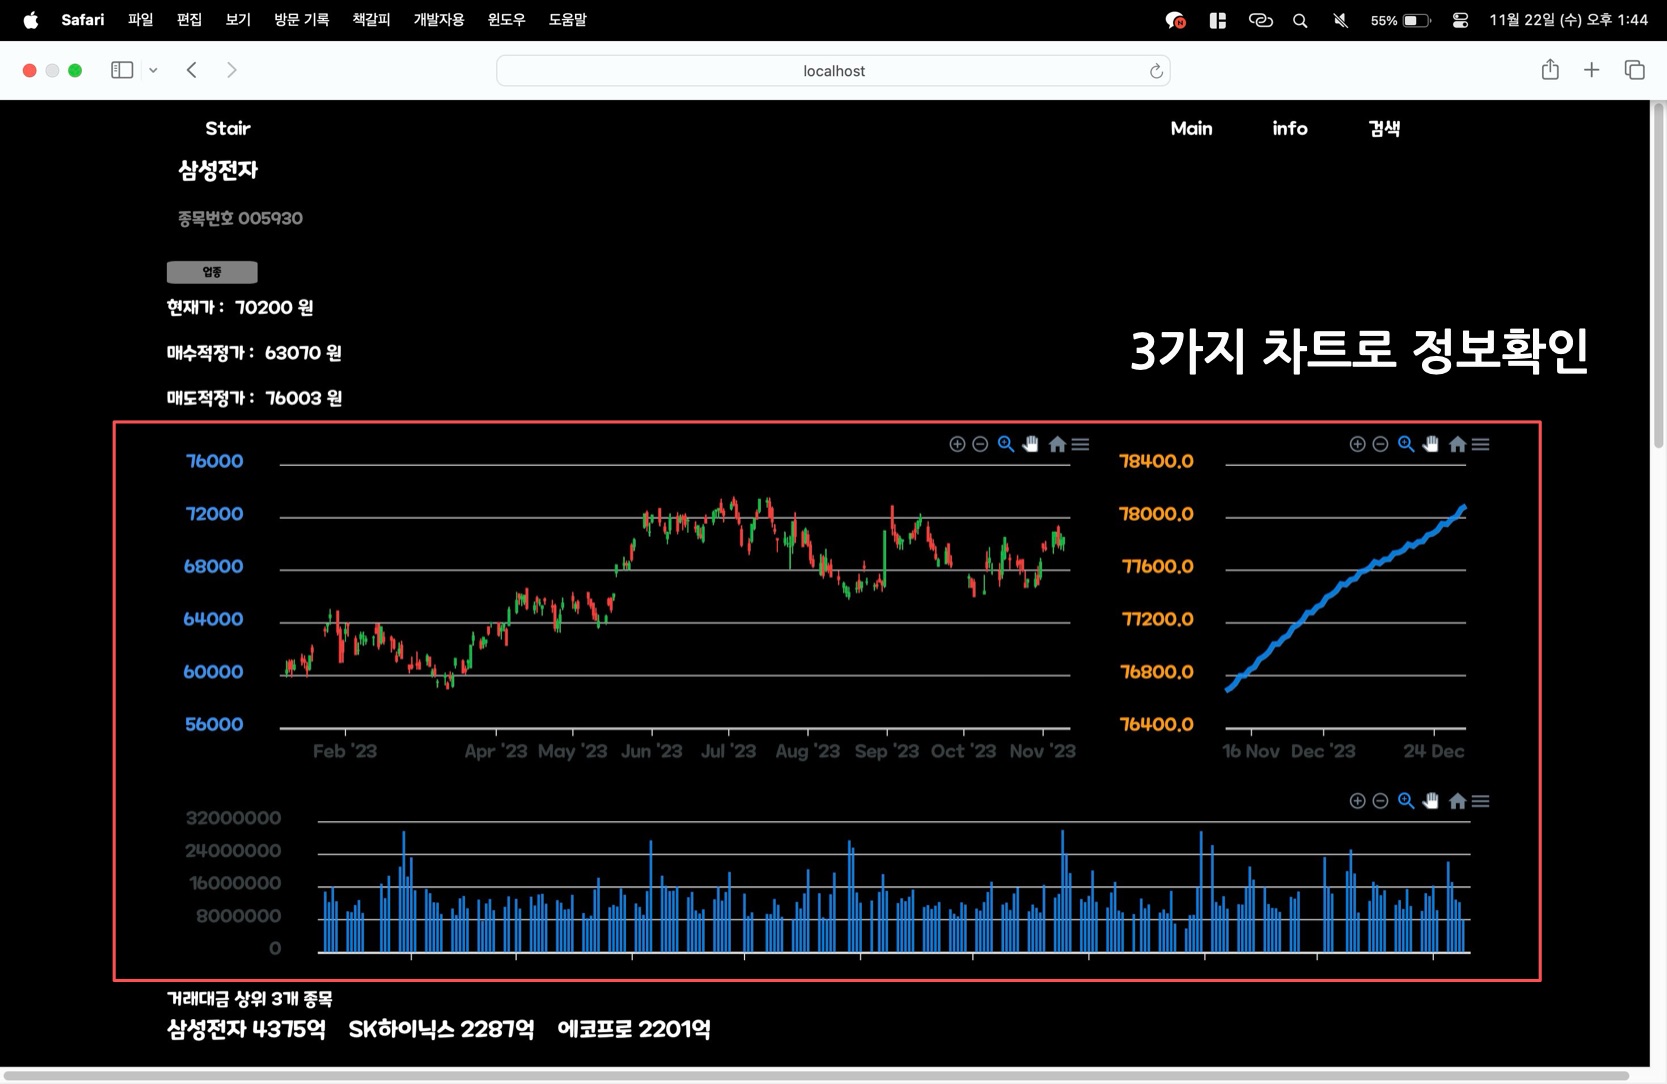 Safari 파일 편집 보기 방문 기록 책갈피 개발자용 윈도우 도움말 55% 11월 22일 (수) 오후 1:44
localhost
Stair Main info 검색
삼성전자
종목번호 005930
업종
현재가 : 70200 원
매수적정가 : 63070 원
매도적정가 : 76003 원
3가지 차트로 정보확인
76000
72000
68000
64000
60000
56000
Feb '23 Apr '23 May '23 Jun '23 Jul '23 Aug '23 Sep '23 Oct '23 Nov '23
78400.0
78000.0
77600.0
77200.0
76800.0
76400.0
16 Nov Dec '23 24 Dec
32000000
24000000
16000000
8000000
0
거래대금 상위 3개 종목
삼성전자 4375억 SK하이닉스 2287억 에코프로 2201억